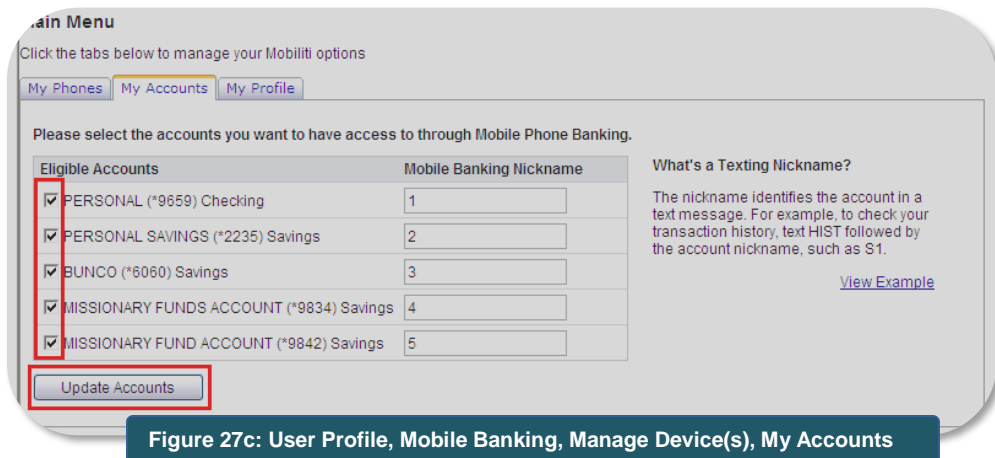 ain Menu
Click the tabs below to manage your Mobiliti options
My Phones My Accounts My Profile
Please select the accounts you want to have access to through Mobile Phone Banking.
Eligible Accounts Mobile Banking Nickname
PERSONAL (*9659) Checking 1
PERSONAL SAVINGS (*2235) Savings 2
BUNCO (*6060) Savings 3
MISSIONARY FUNDS ACCOUNT (*9834) Savings 4
MISSIONARY FUND ACCOUNT (*9842) Savings 5
Update Accounts
What's a Texting Nickname?
The nickname identifies the account in a
text message. For example, to check your
transaction history, text HIST followed by
the account nickname, such as S1.
View Example
Figure 27c: User Profile, Mobile Banking, Manage Device(s), My Accounts